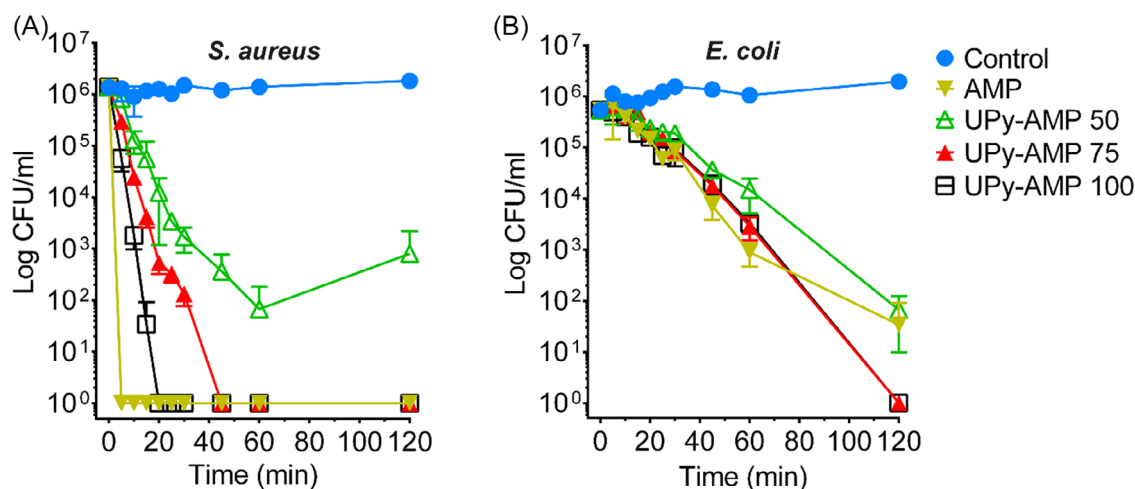 (A)
S. aureus
Log CFU/ml
10^7
10^6
10^5
10^4
10^3
10^2
10^1
10^0
0 20 40 60 80 100 120
Time (min)
(B)
E. coli
Log CFU/ml
10^7
10^6
10^5
10^4
10^3
10^2
10^1
10^0
0 20 40 60 80 100 120
Time (min)
Control
AMP
UPy-AMP 50
UPy-AMP 75
UPy-AMP 100